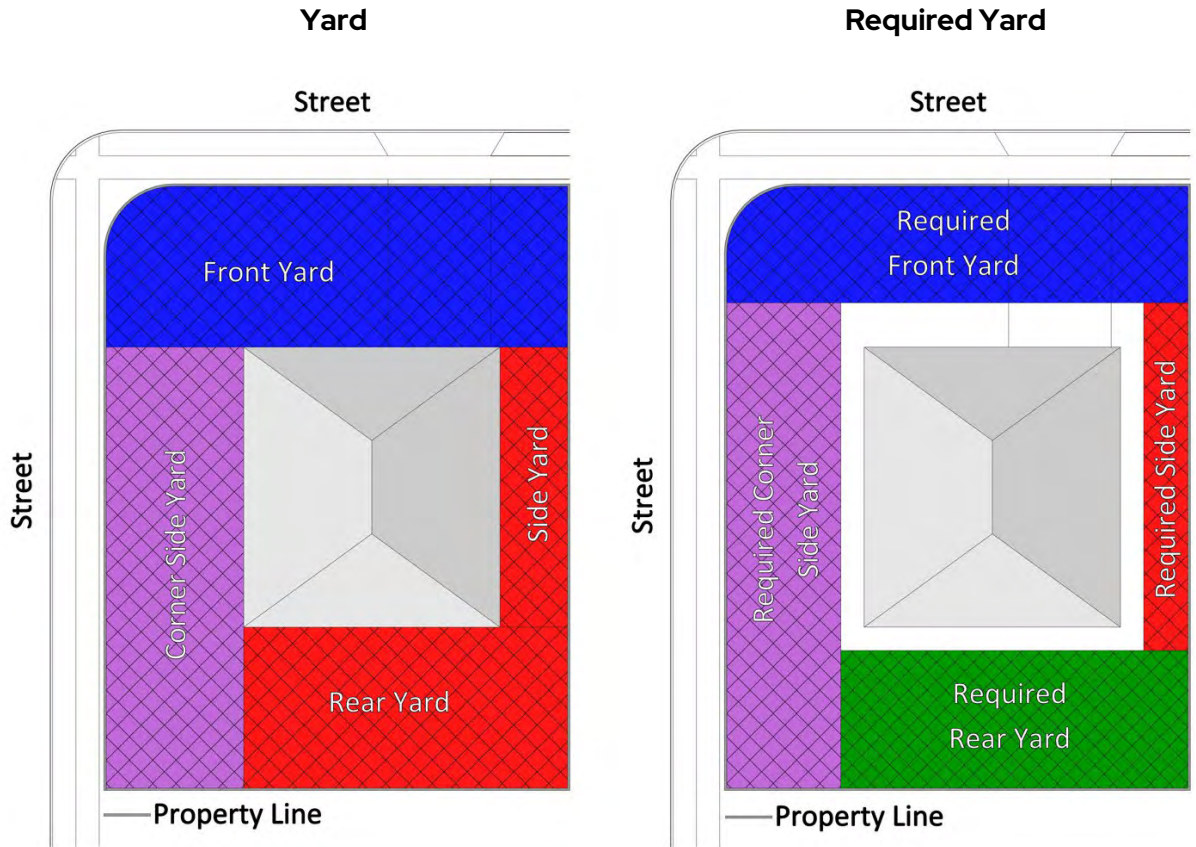 Yard
Street
Front Yard
Street
Corner Side Yard
Side Yard
Rear Yard
Property Line
Required Yard
Street
Required
Front Yard
Street
Required Corner
Side Yard
Required Side Yard
Required
Rear Yard
Property Line